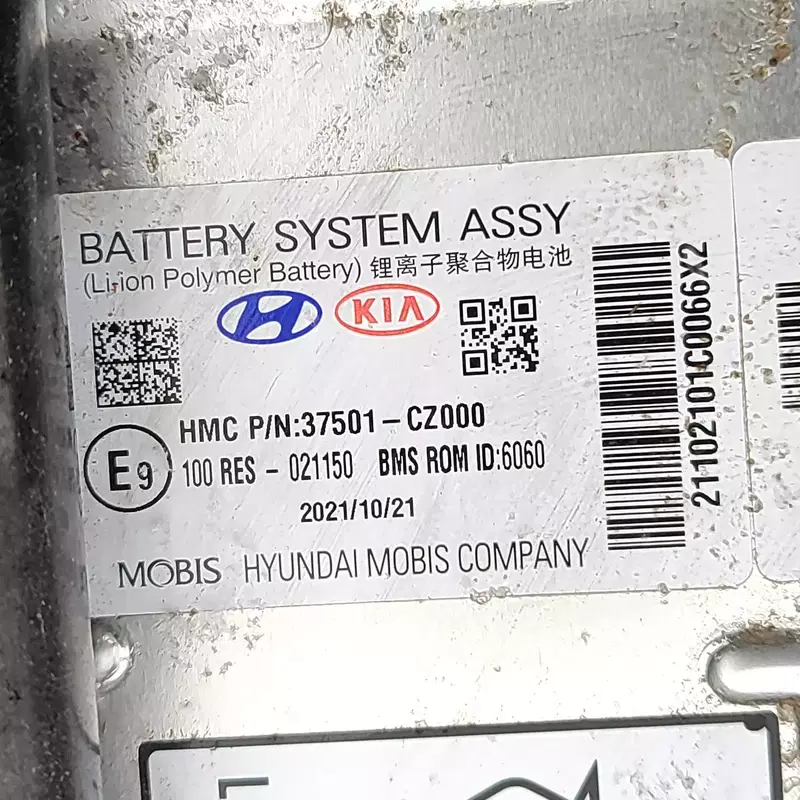 BATTERY SYSTEM ASSY
(Li-ion Polymer Battery) 锂离子聚合物电池
KIA
HMC P/N:37501-CZ000
E9
100 RES - 021150 BMS ROM ID:6060
2021/10/21
MOBIS HYUNDAI MOBIS COMPANY
21102101C0066X2